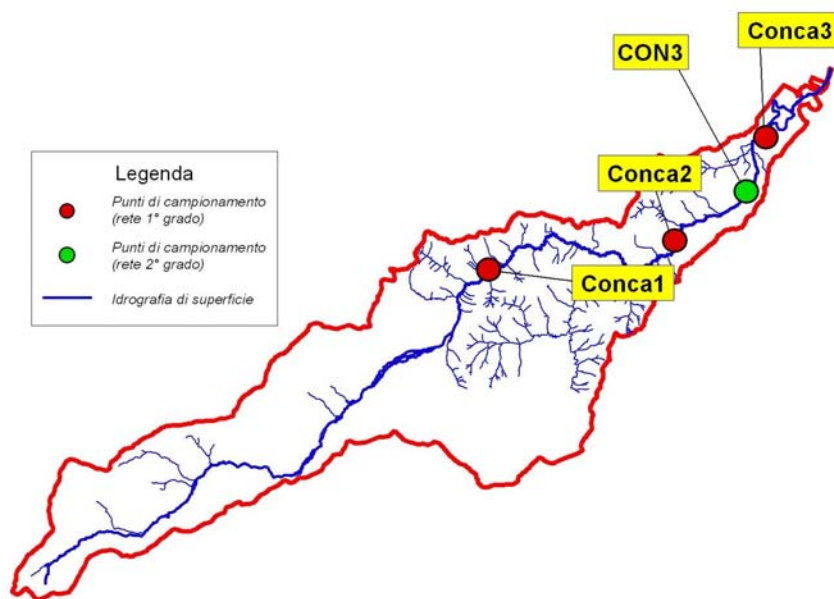 Conca3
CON3
Conca2
Conca1
Legenda
Punti di campionamento
(rete 1° grado)
Punti di campionamento
(rete 2° grado)
Idrografia di superficie